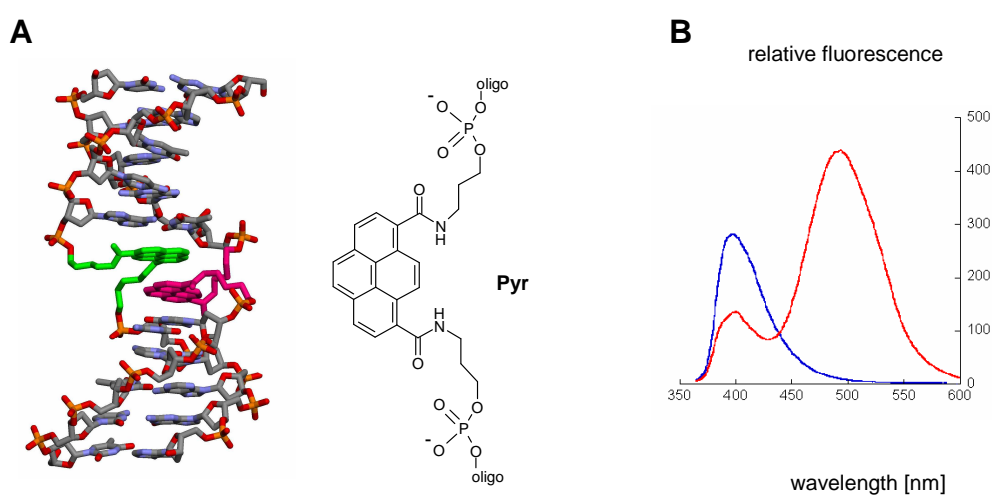 A
B
relative fluorescence
oligo
O
- O
P
O
O
O
N
H
Pyr
H
N
O
O
O
P
- O
O
oligo
500
400
300
200
100
0
350 400 450 500 550 600
wavelength [nm]